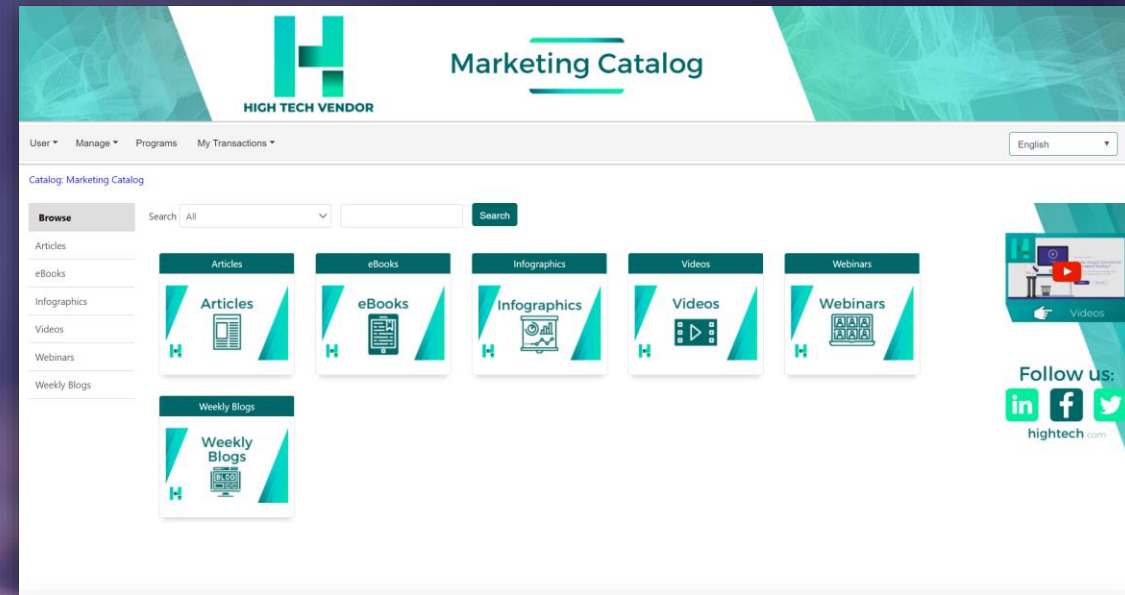 Marketing Catalog
HIGH TECH VENDOR
User Manage Programs My Transactions English
Catalog: Marketing Catalog
Browse
Search All Search
Articles
eBooks
Infographics
Videos
Webinars
Weekly Blogs
Articles eBooks Infographics Videos Webinars
Articles eBooks Infographics Videos Webinars
Weekly Blogs
Weekly
Blogs
BLOG
Videos
Follow us:
in f
hightech.com